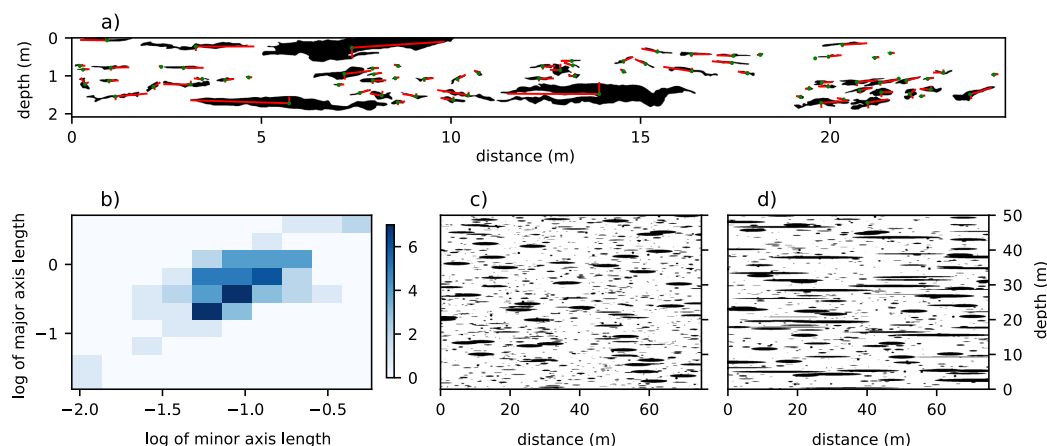 a)
0
1
2
depth (m)
0 5 10 15 20
distance (m)
b) c) d)
0
−1
log of major axis length
−2.0 −1.5 −1.0 −0.5
log of minor axis length
6
4
2
0
0 20 40 60
distance (m)
0 20 40 60
distance (m)
50
40
30
20
10
0
depth (m)